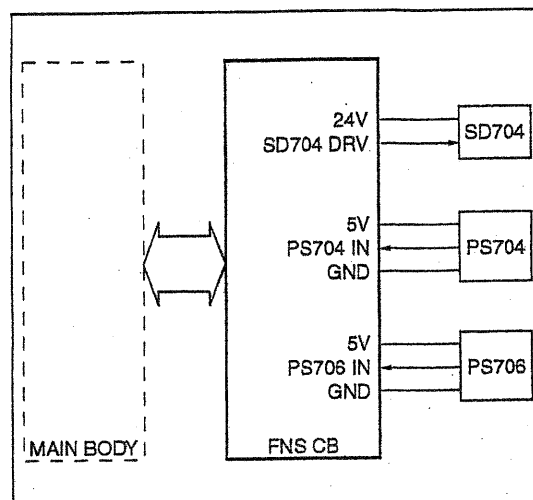 24V
SD704 DRV
SD704
5V
PS704 IN
PS704
GND
5V
PS706 IN
PS706
GND
MAIN BODY
FNS CB